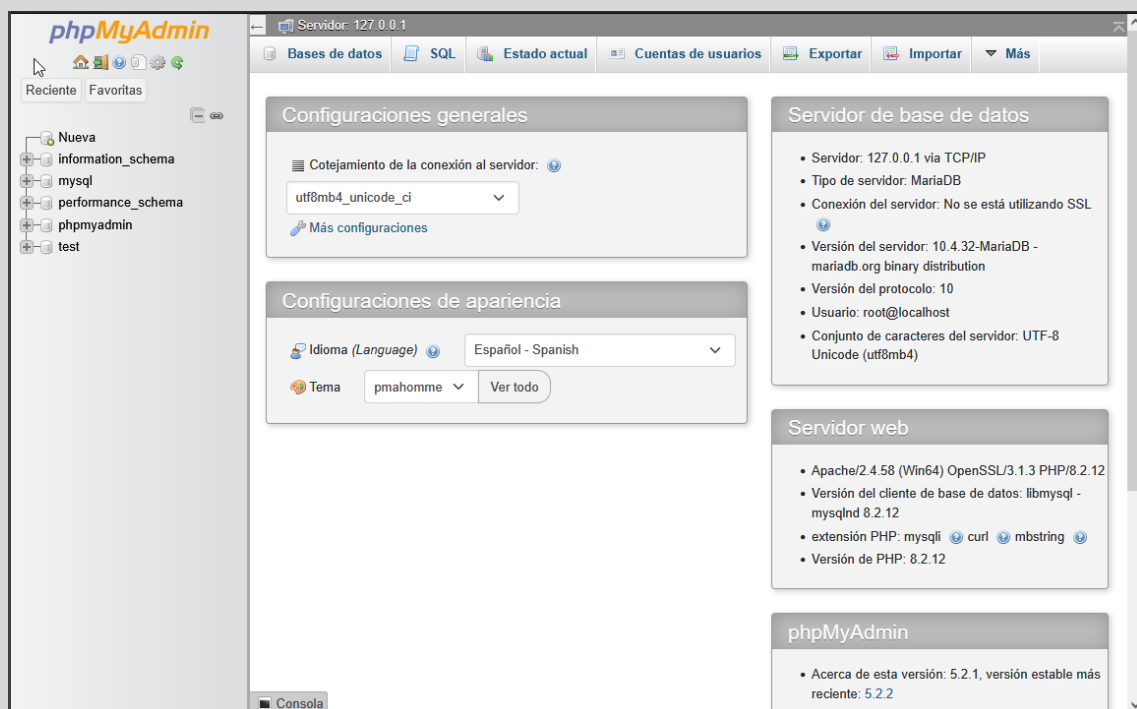 phpMyAdmin
Reciente Favoritas
Nueva
information_schema
mysql
performance_schema
phpmyadmin
test
Servidor: 127.0.0.1
Bases de datos SQL Estado actual Cuentas de usuarios Exportar Importar Más
Configuraciones generales
Cotejamiento de la conexión al servidor:
utf8mb4_unicode_ci
Más configuraciones
Configuraciones de apariencia
Idioma (Language) Español - Spanish
Tema pmahomme Ver todo
Servidor de base de datos
• Servidor: 127.0.0.1 via TCP/IP
• Tipo de servidor: MariaDB
• Conexión del servidor: No se está utilizando SSL
• Versión del servidor: 10.4.32-MariaDB -
mariadb.org binary distribution
• Versión del protocolo: 10
• Usuario: root@localhost
• Conjunto de caracteres del servidor: UTF-8
Unicode (utf8mb4)
Servidor web
• Apache/2.4.58 (Win64) OpenSSL/3.1.3 PHP/8.2.12
• Versión del cliente de base de datos: libmysql -
mysqlnd 8.2.12
• extensión PHP: mysqli curl mbstring
• Versión de PHP: 8.2.12
phpMyAdmin
• Acerca de esta versión: 5.2.1, versión estable más
reciente: 5.2.2
Consola